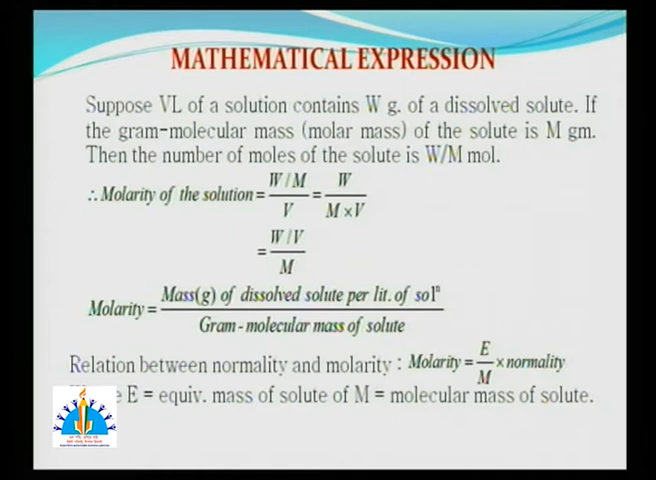 MATHEMATICAL EXPRESSION
Suppose VL of a solution contains W g. of a dissolved solute. If
the gram-molecular mass (molar mass) of the solute is M gm.
Then the number of moles of the solute is W/M mol.
∴ Molarity of the solution = (W / M) / V = W / (M × V)
= (W / V) / M
Molarity = Mass(g) of dissolved solute per lit. of solⁿ / Gram - molecular mass of solute
Relation between normality and molarity : Molarity = E/M × normality
E = equiv. mass of solute of M = molecular mass of solute.